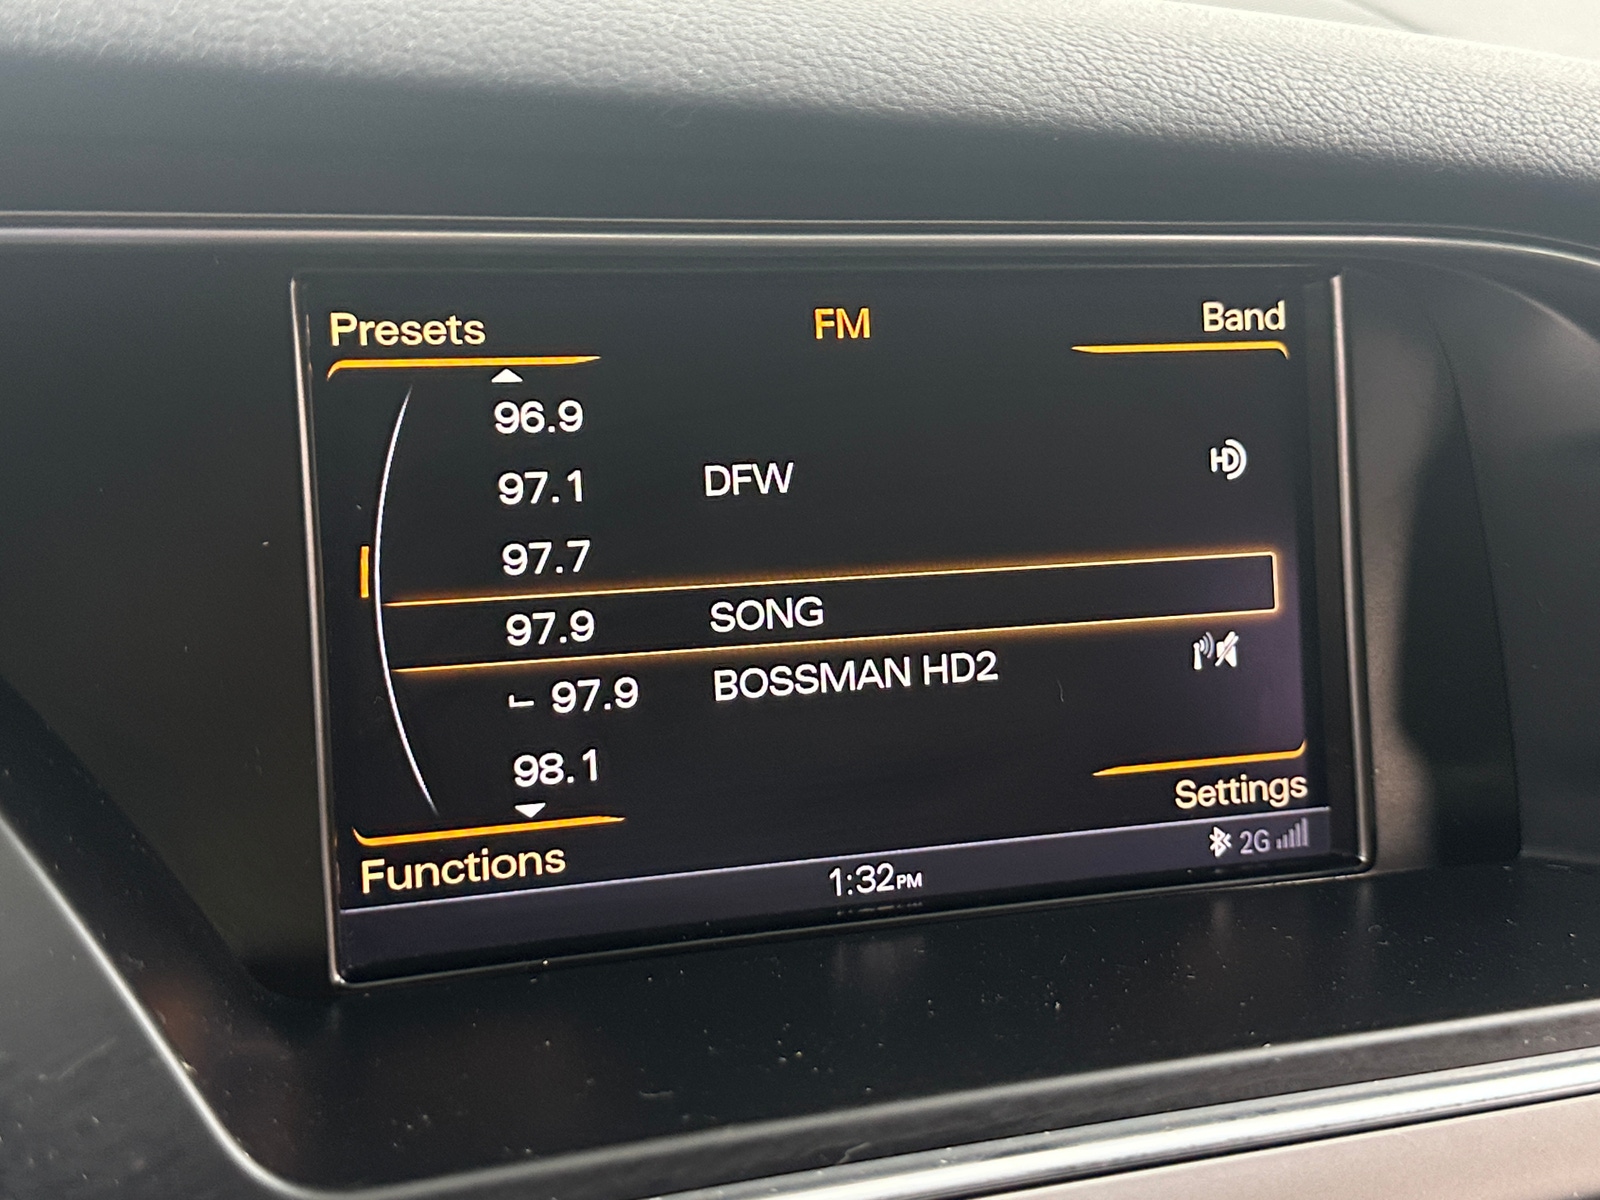 Presets FM Band
96.9
97.1 DFW HD
97.7
97.9 SONG
97.9 BOSSMAN HD2
98.1
Settings
Functions
1:32PM
2G